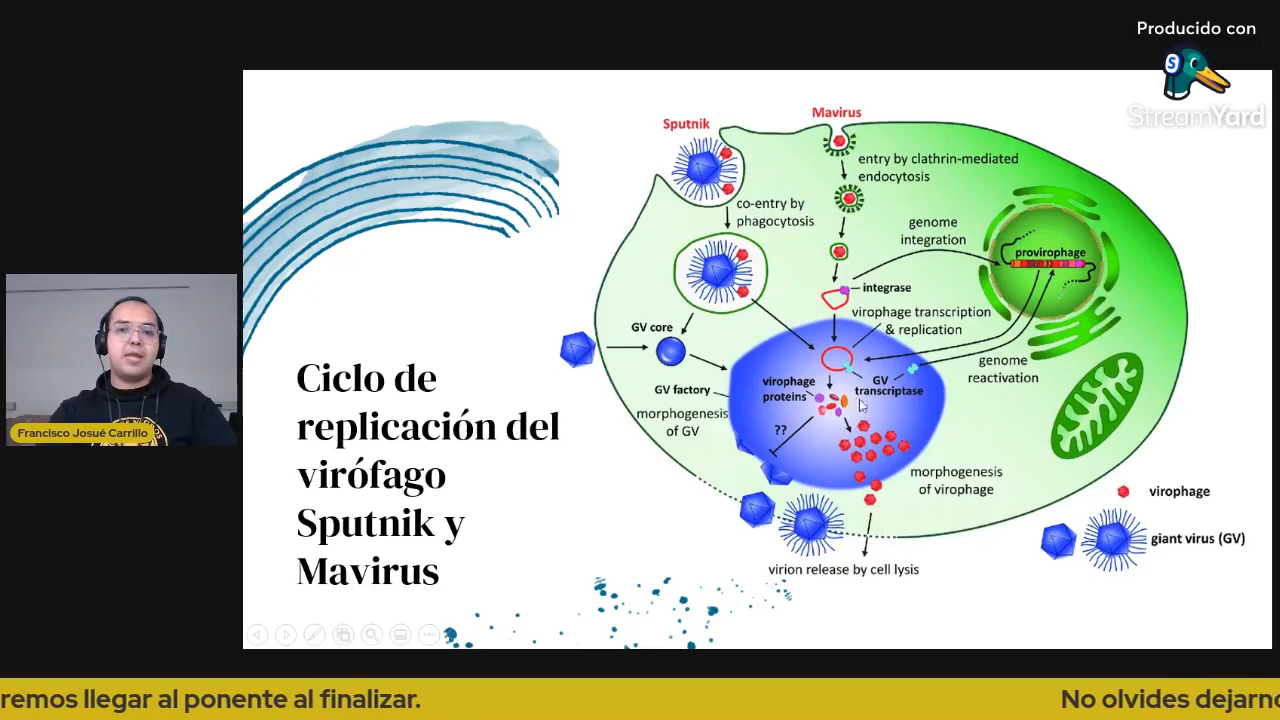 Producido con
StreamYard
Sputnik
Mavirus
entry by clathrin-mediated
endocytosis
co-entry by
phagocytosis
genome
integration
provirophage
integrase
virophage transcription
& replication
GV core
genome
reactivation
GV factory
virophage
proteins
GV
transcriptase
morphogenesis
of GV
??
morphogenesis
of virophage
virophage
giant virus (GV)
virion release by cell lysis
Ciclo de
replicación del
virófago
Sputnik y
Mavirus
Francisco Josué Carrillo
remos llegar al ponente al finalizar.
No olvides dejarno